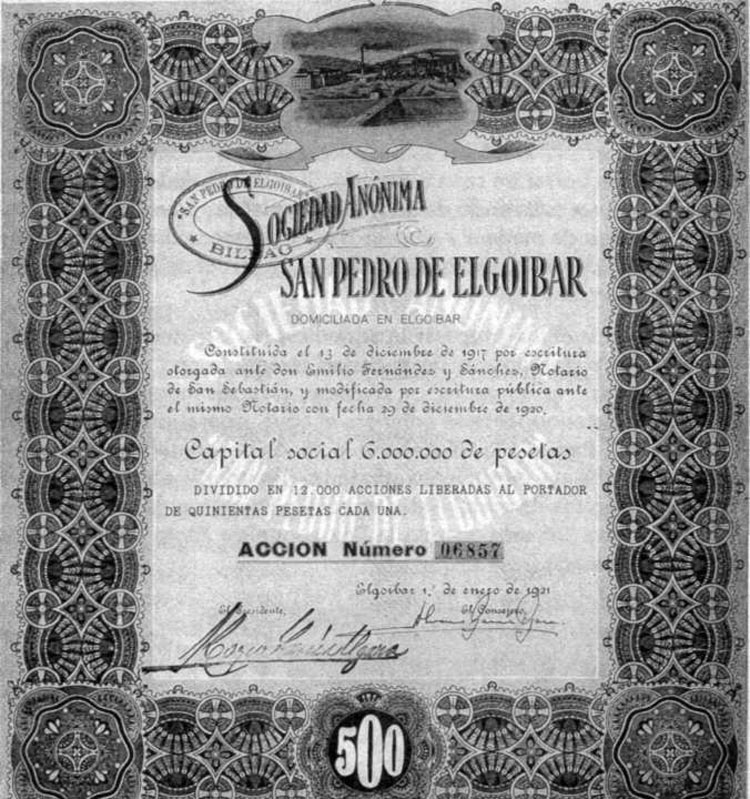 "SAN PEDRO DE ELGOIBAR"
BILBAO
SOCIEDAD ANÓNIMA
SAN PEDRO DE ELGOIBAR
DOMICILIADA EN ELGOIBAR
Constituída el 13 de diciembre de 1917 por escritura
otorgada ante don Emilio Fernández y Sánchez, Notario
de San Sebastián, y modificada por escritura pública ante
el mismo Notario con fecha 29 de diciembre de 1920.
Capital social 6.000.000 de pesetas
DIVIDIDO EN 12.000 ACCIONES LIBERADAS AL PORTADOR
DE QUINIENTAS PESETAS CADA UNA.
ACCION Número 06857
Elgoibar 1.º de enero de 1921
El Presidente,
El Consejero,
500